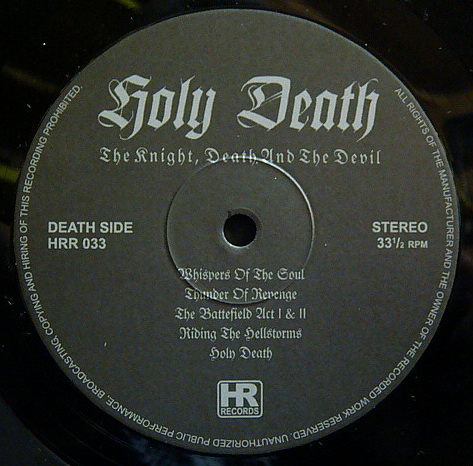 Holy Death
The Knight, Death And The Devil
DEATH SIDE
HRR 033
STEREO
33 1/2 RPM
Whispers Of The Soul
Thunder Of Revenge
The Battefield Act I & II
Riding The Hellstorms
Holy Death
HR
RECORDS
ALL RIGHTS OF THE MANUFACTURER AND THE OWNER OF THE RECORDED WORK RESERVED. UNAUTHORIZED PUBLIC PERFORMANCE, BROADCASTING COPYING AND HIRING OF THIS RECORDING PROHIBITED.